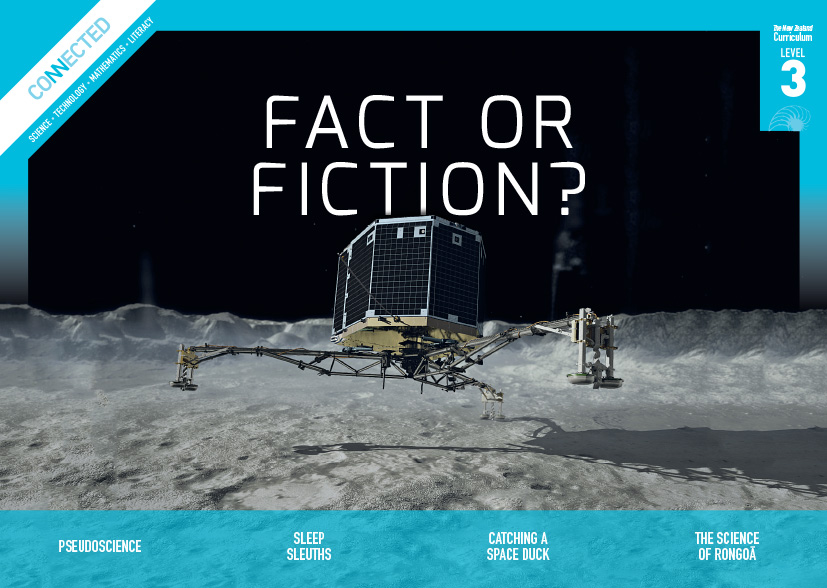 CONNECTED
SCIENCE • TECHNOLOGY • MATHEMATICS • LITERACY
The New Zealand
Curriculum
LEVEL
3
FACT OR
FICTION?
PSEUDOSCIENCE
SLEEP
SLEUTHS
CATCHING A
SPACE DUCK
THE SCIENCE
OF RONGOĀ